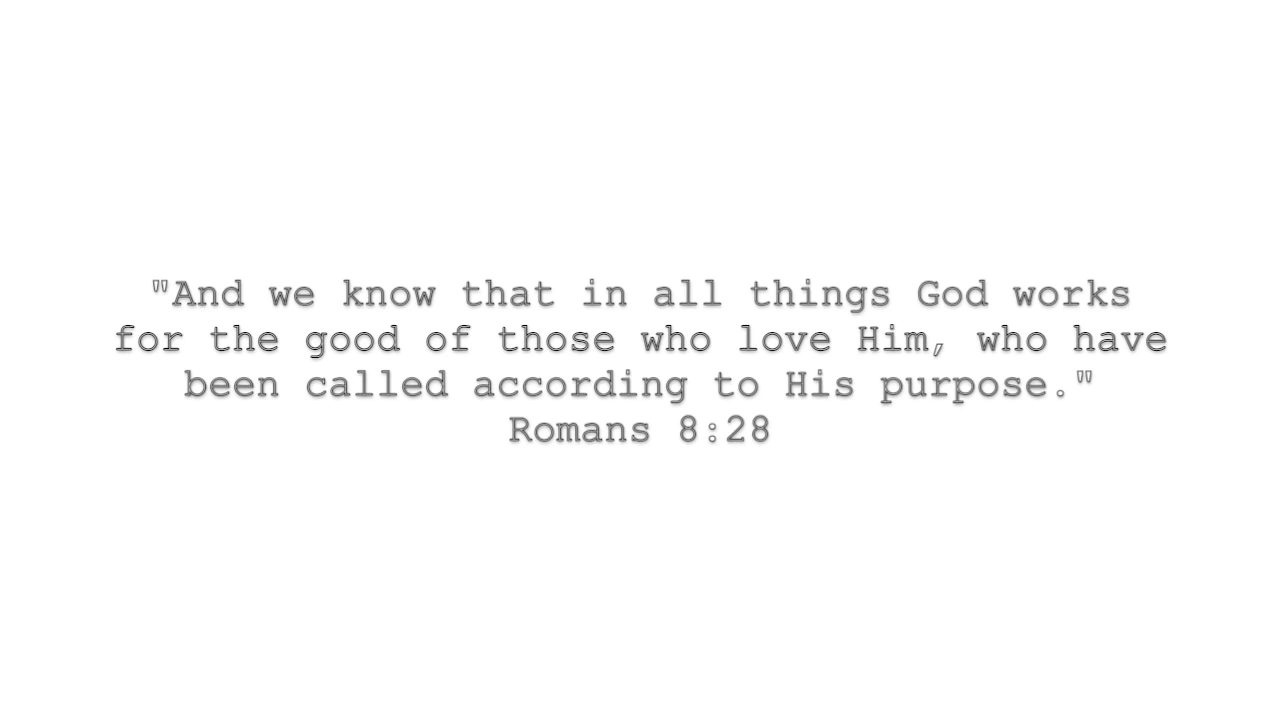 "And we know that in all things God works
for the good of those who love Him, who have
been called according to His purpose."
Romans 8:28